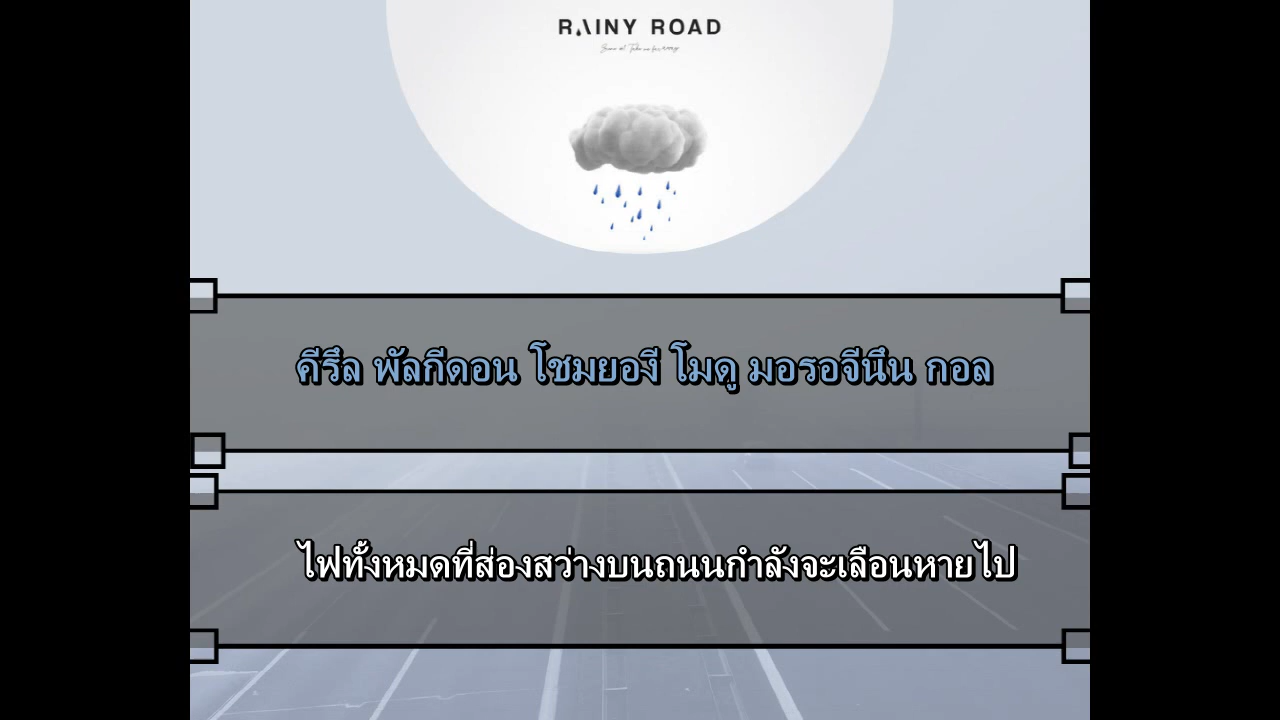 RAINY ROAD
คีรึล พัลกีดอน โชมยองี โมดู มอรอจีนึน กอล
ไฟทั้งหมดที่ส่องสว่างบนถนนกำลังจะเลือนหายไป